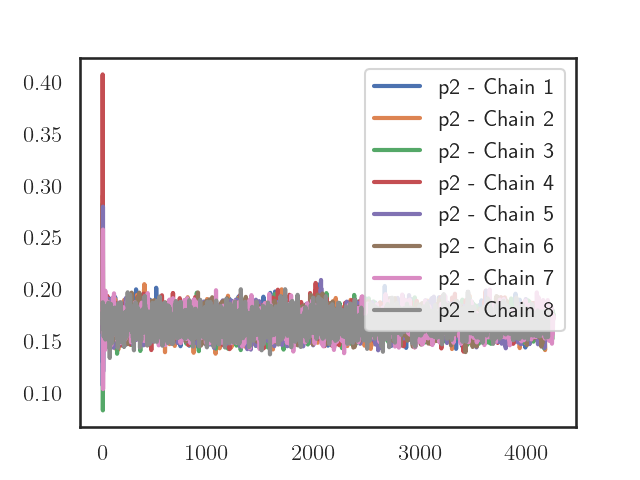 0.40
0.35
0.30
0.25
0.20
0.15
0.10
0
1000
2000
3000
4000
p2 - Chain 1
p2 - Chain 2
p2 - Chain 3
p2 - Chain 4
p2 - Chain 5
p2 - Chain 6
p2 - Chain 7
p2 - Chain 8